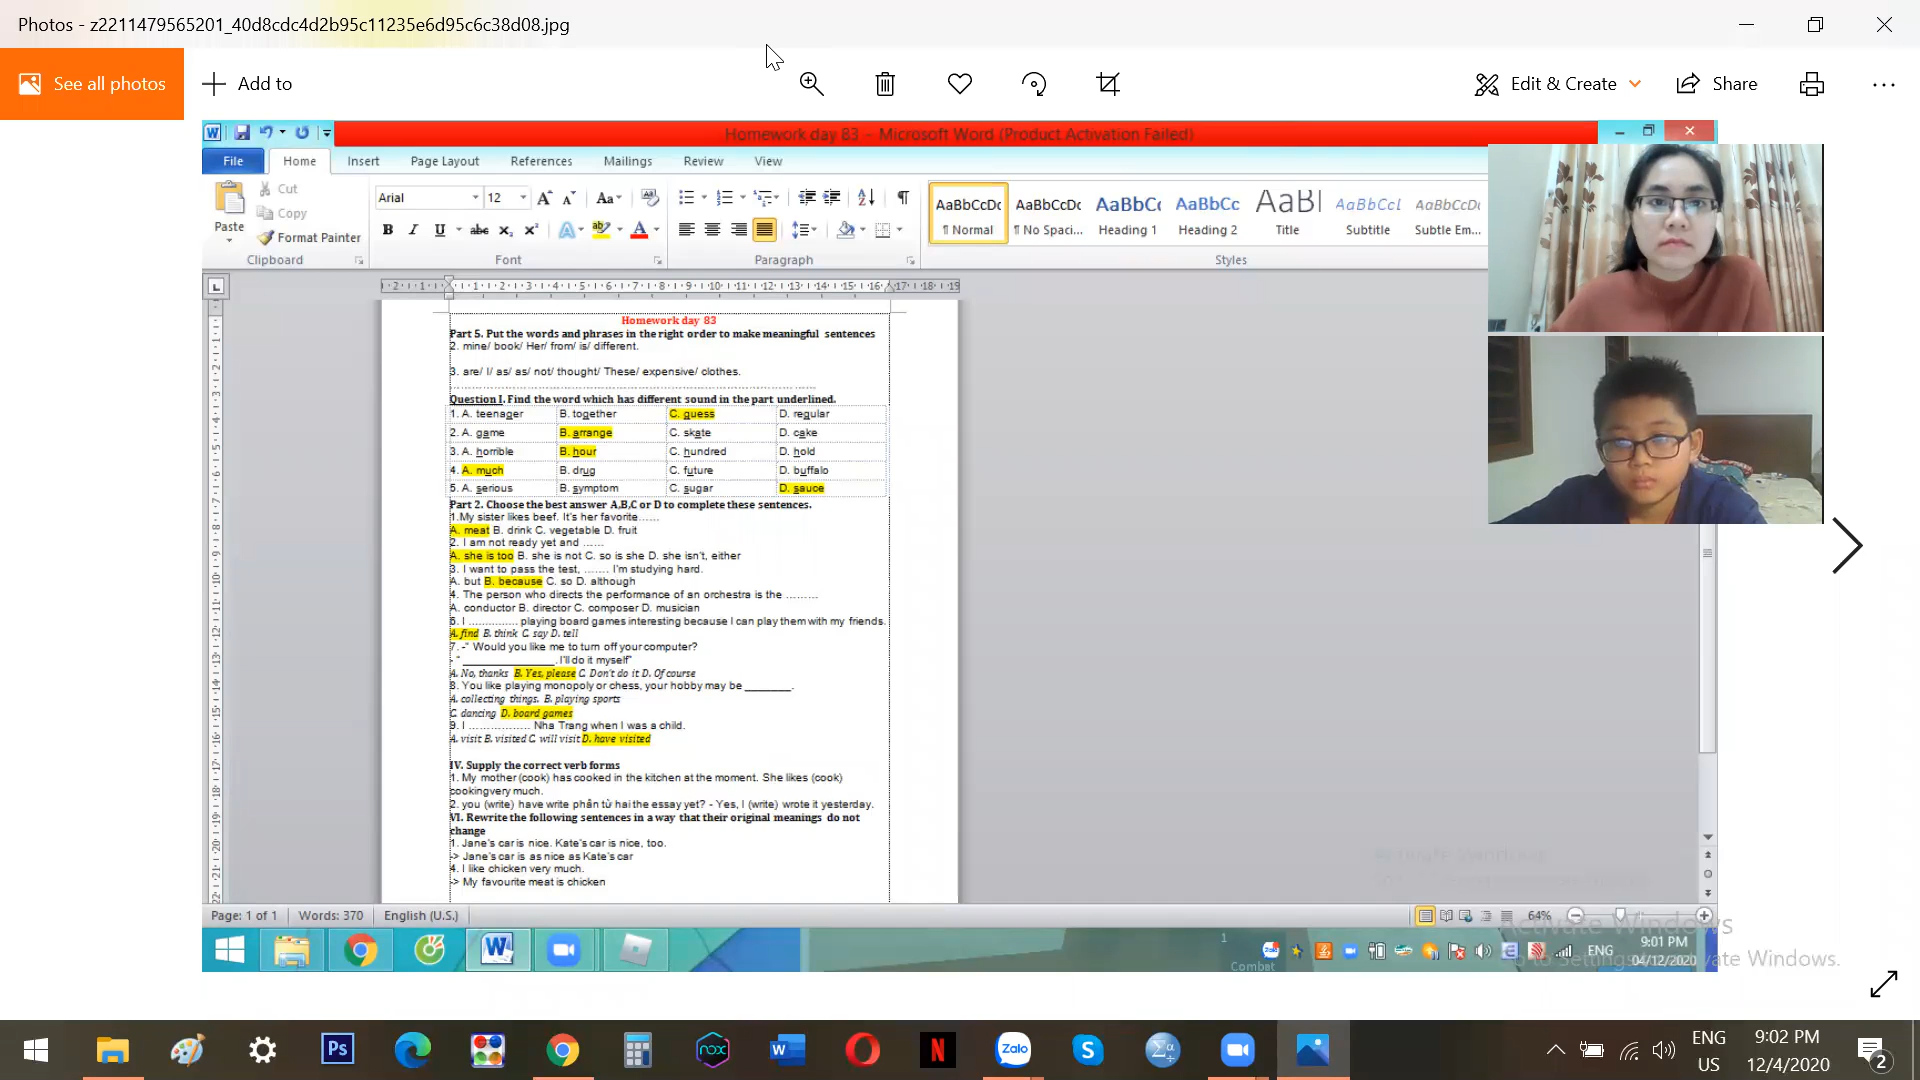 Photos - z2211479565201_40d8cdc4d2b95c11235e6d95c6c38d08.jpg
See all photos
Add to
Edit & Create
Share
Homework day 83 - Microsoft Word (Product Activation Failed)
File Home Insert Page Layout References Mailings Review View
Cut
Copy
Format Painter
Paste
Arial 12
AaBbCcDc AaBbCcDc AaBbCc AaBbCc AaBl AaBbCcL AaBbCcDc
¶ Normal ¶ No Spaci... Heading 1 Heading 2 Title Subtitle Subtle Em...
Clipboard Font Paragraph Styles
Homework day 83
Part 5. Put the words and phrases in the right order to make meaningful sentences
2. mine/ book/ Her/ from/ is/ different.
3. are/ I/ as/ as/ not/ thought/ These/ expensive/ clothes.
Question I. Find the word which has different sound in the part underlined.
1. A. teenager B. together C. guess D. regular
2. A. game B. arrange C. skate D. cake
3. A. horrible B. hour C. hundred D. hold
4. A. much B. drug C. future D. buffalo
5. A. serious B. symptom C. sugar D. sauce
Part 2. Choose the best answer A,B,C or D to complete these sentences.
1.My sister likes beef. It's her favorite......
A. meat B. drink C. vegetable D. fruit
2. I am not ready yet and ......
A. she is too B. she is not C. so is she D. she isn't, either
3. I want to pass the test, ....... I'm studying hard.
A. but B. because C. so D. although
4. The person who directs the performance of an orchestra is the .........
A. conductor B. director C. composer D. musician
5. I ............... playing board games interesting because I can play them with my friends.
A. find B. think C. say D. tell
7. -" Would you like me to turn off your computer?
- " _________________. I'll do it myself"
A. No, thanks B. Yes, please C. Don't do it D. Of course
8. You like playing monopoly or chess, your hobby may be ________.
A. collecting things. B. playing sports
C. dancing D. board games
9. I .................. Nha Trang when I was a child.
A. visit B. visited C. will visit D. have visited
IV. Supply the correct verb forms
1. My mother (cook) has cooked in the kitchen at the moment. She likes (cook)
cookingvery much.
2. you (write) have write phân từ hai the essay yet? - Yes, I (write) wrote it yesterday.
VI. Rewrite the following sentences in a way that their original meanings do not
change
1. Jane's car is nice. Kate's car is nice, too.
-> Jane's car is as nice as Kate's car
4. I like chicken very much.
-> My favourite meat is chicken
Page: 1 of 1 Words: 370 English (U.S.) 64%
Activate Windows
1
Combat
ENG
9:01 PM
04/12/2020
ENG
US
9:02 PM
12/4/2020
2